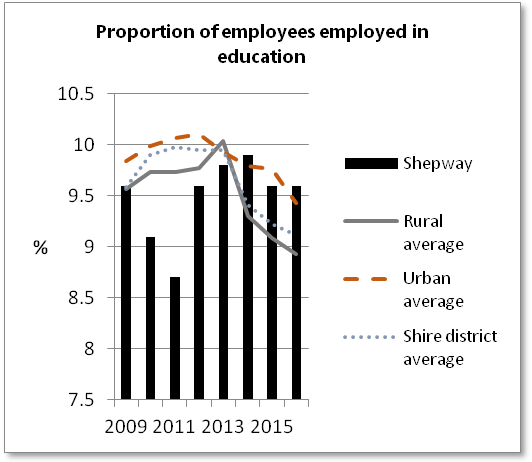 Proportion of employees employed in
education
10.5
10
9.5
9
8.5
8
7.5
%
2009 2011 2013 2015
Shepway
Rural
average
Urban
average
Shire district
average